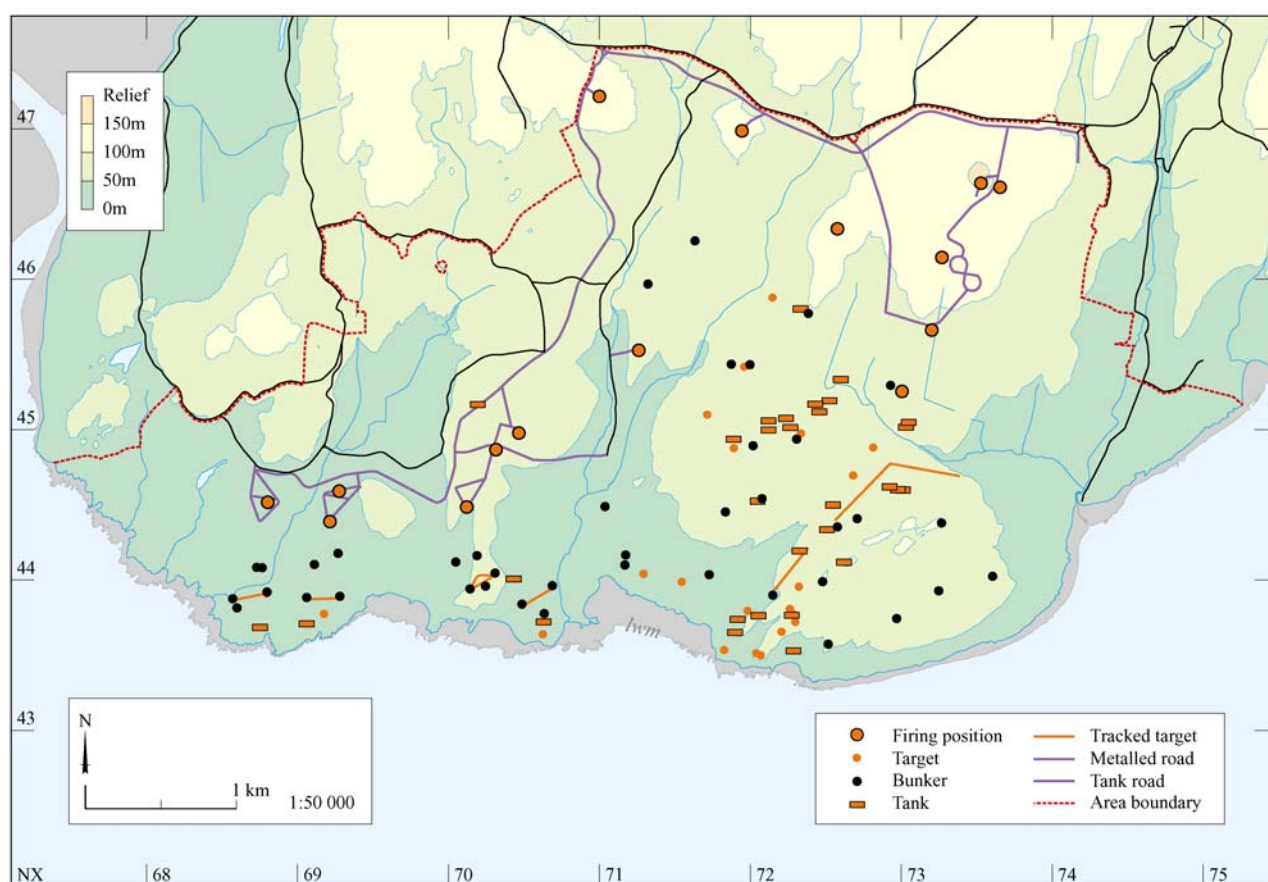 Relief
150m
100m
50m
0m
47
46
45
44
43
lwm
N
1 km
1:50 000
Firing position
Target
Bunker
Tank
Tracked target
Metalled road
Tank road
Area boundary
NX
68
69
70
71
72
73
74
75